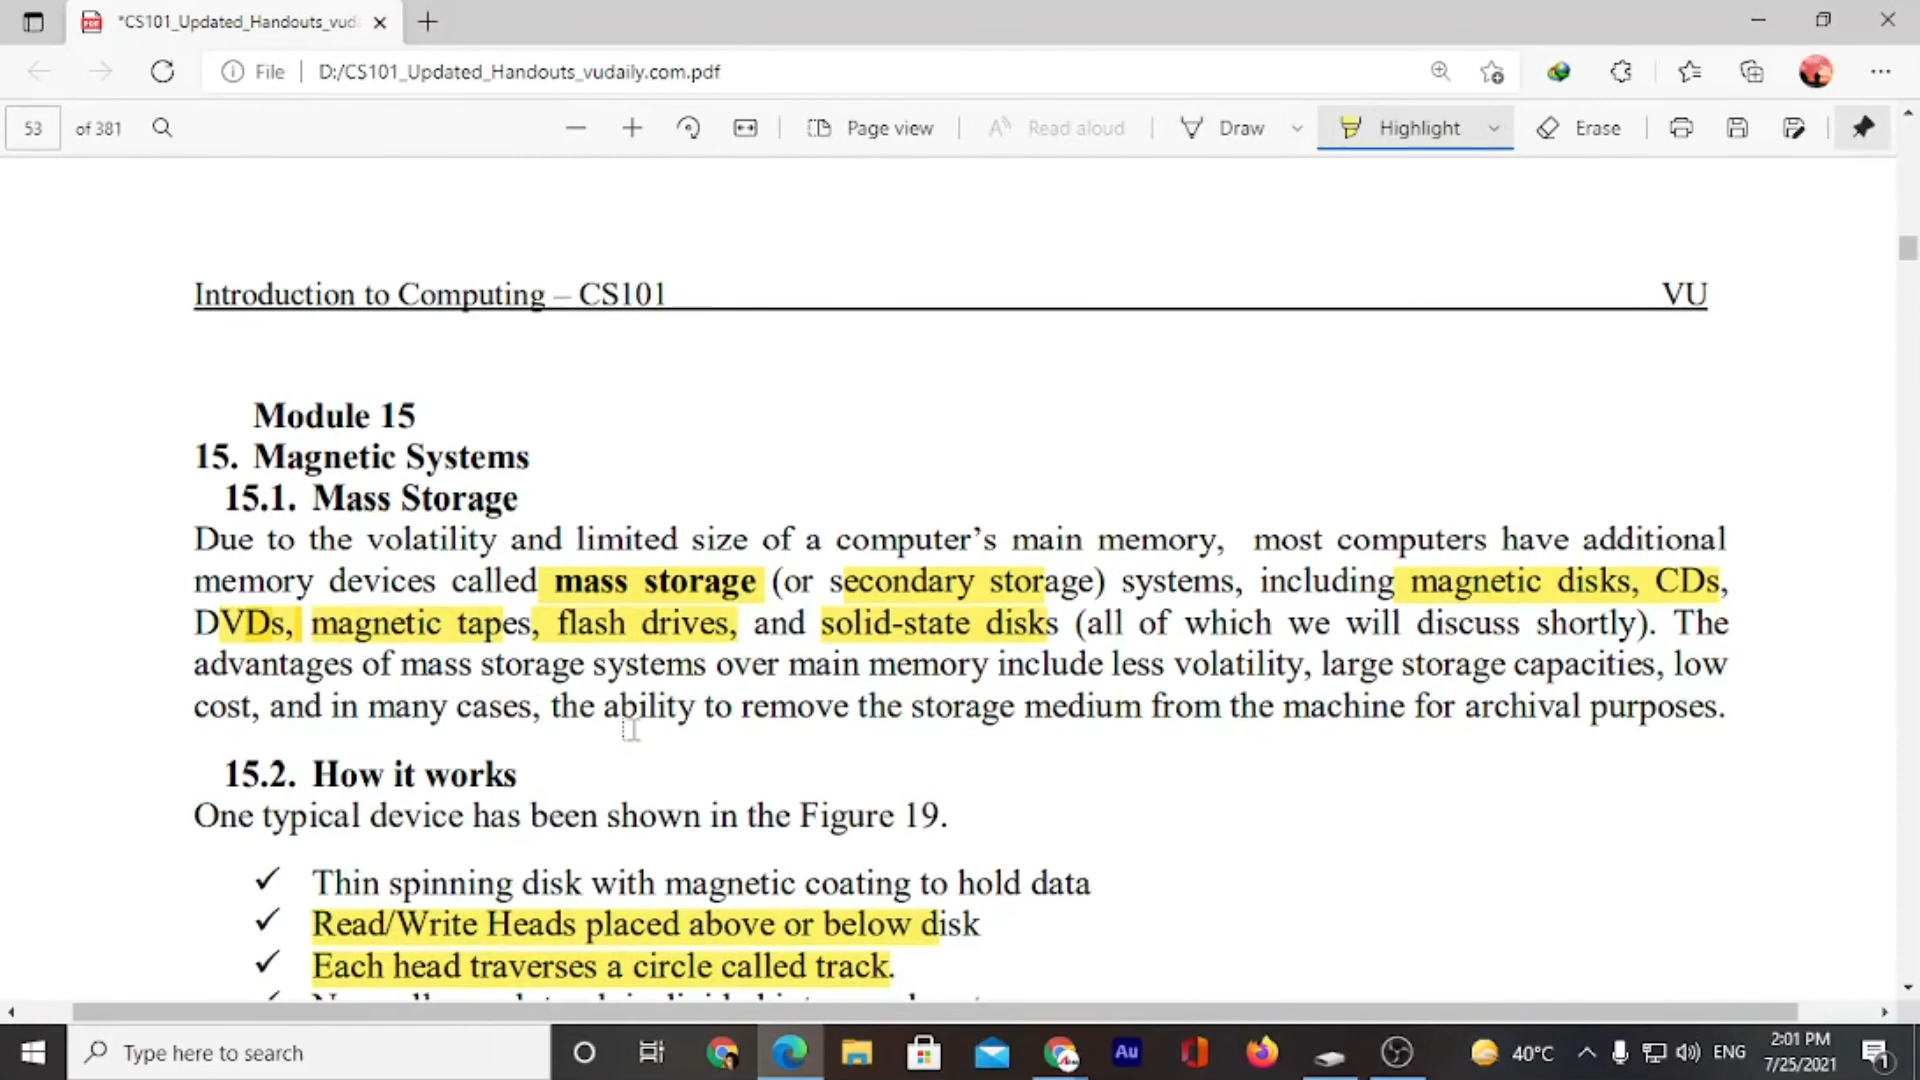 *CS101_Updated_Handouts_vud
File
D:/CS101_Updated_Handouts_vudaily.com.pdf
53 of 381
Page view
Read aloud
Draw
Highlight
Erase
Introduction to Computing – CS101 VU
Module 15
15. Magnetic Systems
15.1. Mass Storage
Due to the volatility and limited size of a computer’s main memory, most computers have additional
memory devices called mass storage (or secondary storage) systems, including magnetic disks, CDs,
DVDs, magnetic tapes, flash drives, and solid-state disks (all of which we will discuss shortly). The
advantages of mass storage systems over main memory include less volatility, large storage capacities, low
cost, and in many cases, the ability to remove the storage medium from the machine for archival purposes.
15.2. How it works
One typical device has been shown in the Figure 19.
✓ Thin spinning disk with magnetic coating to hold data
✓ Read/Write Heads placed above or below disk
✓ Each head traverses a circle called track.
Type here to search
Au
40°C
ENG
2:01 PM
7/25/2021
1